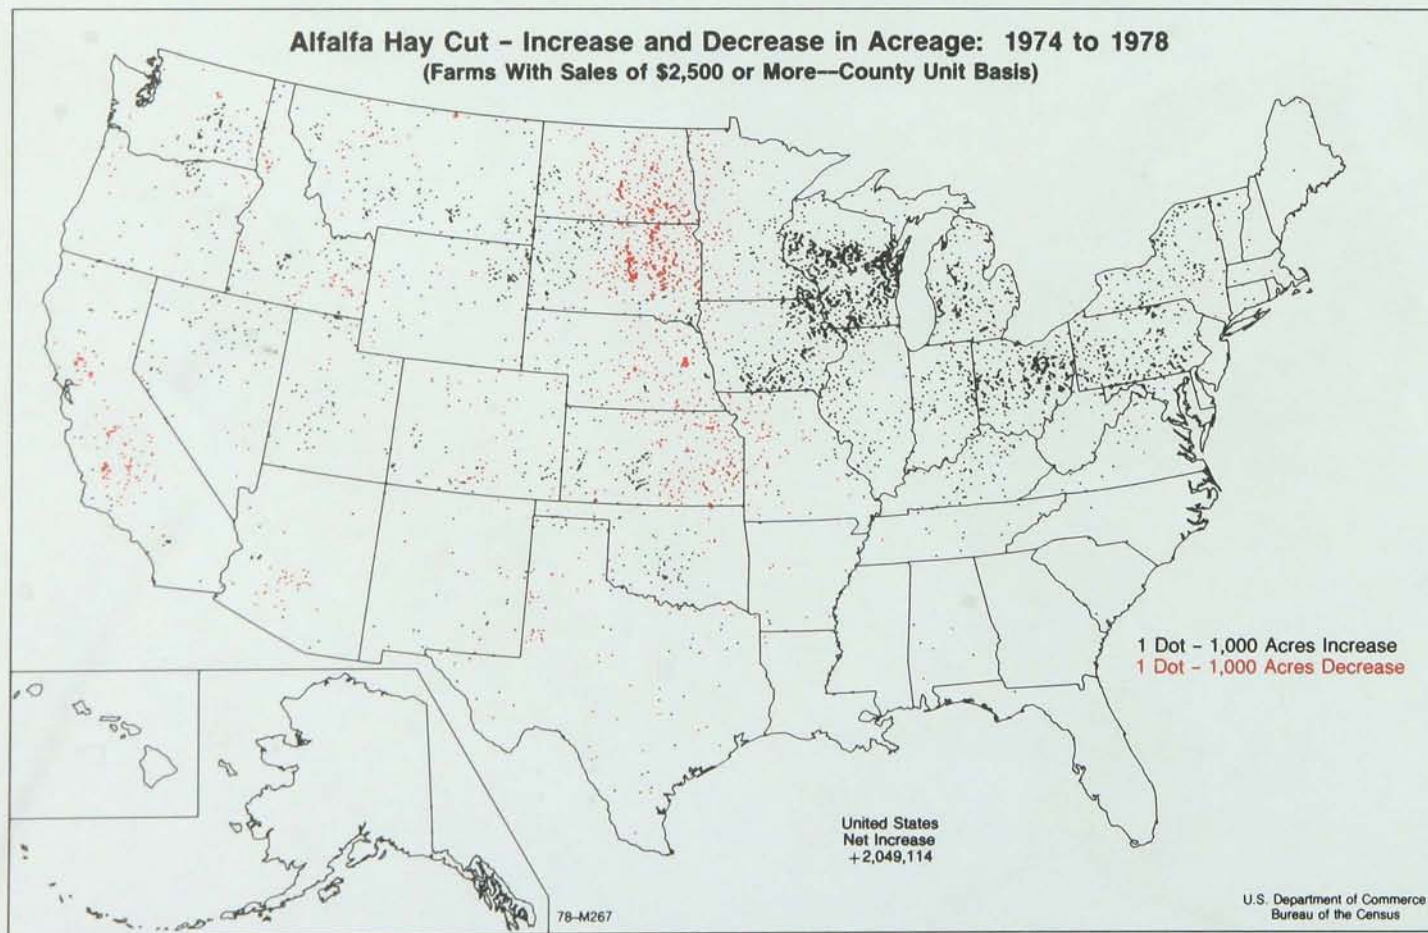 Alfalfa Hay Cut – Increase and Decrease in Acreage: 1974 to 1978
(Farms With Sales of $2,500 or More—County Unit Basis)
1 Dot – 1,000 Acres Increase
1 Dot – 1,000 Acres Decrease
United States
Net Increase
+2,049,114
78–M267
U.S. Department of Commerce
Bureau of the Census